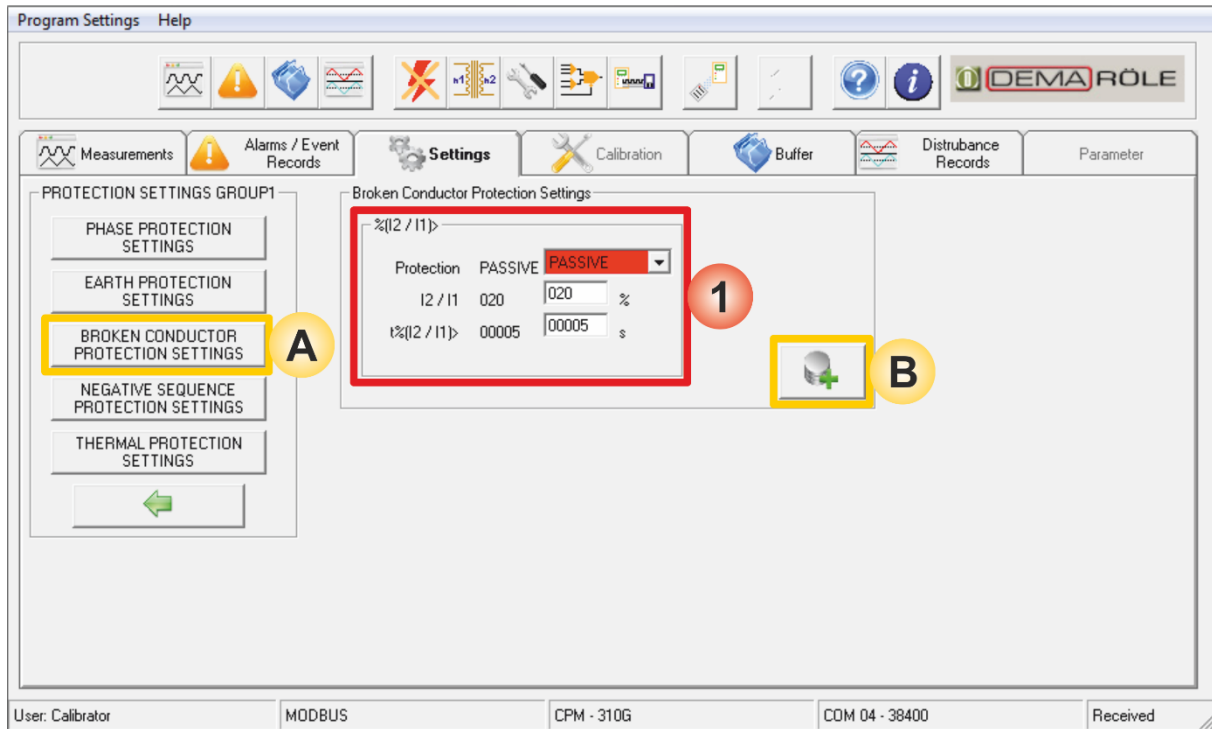 Program Settings Help
h1 h2
DEMA RÖLE
Measurements
Alarms / Event
Records
Settings
Calibration
Buffer
Distrubance
Records
Parameter
PROTECTION SETTINGS GROUP1
PHASE PROTECTION
SETTINGS
EARTH PROTECTION
SETTINGS
BROKEN CONDUCTOR
PROTECTION SETTINGS
A
NEGATIVE SEQUENCE
PROTECTION SETTINGS
THERMAL PROTECTION
SETTINGS
Broken Conductor Protection Settings
%(I2 / I1)>
Protection PASSIVE PASSIVE
I2 / I1 020 020 %
t%(I2 / I1)> 00005 00005 s
1
B
User: Calibrator MODBUS CPM - 310G COM 04 - 38400 Received